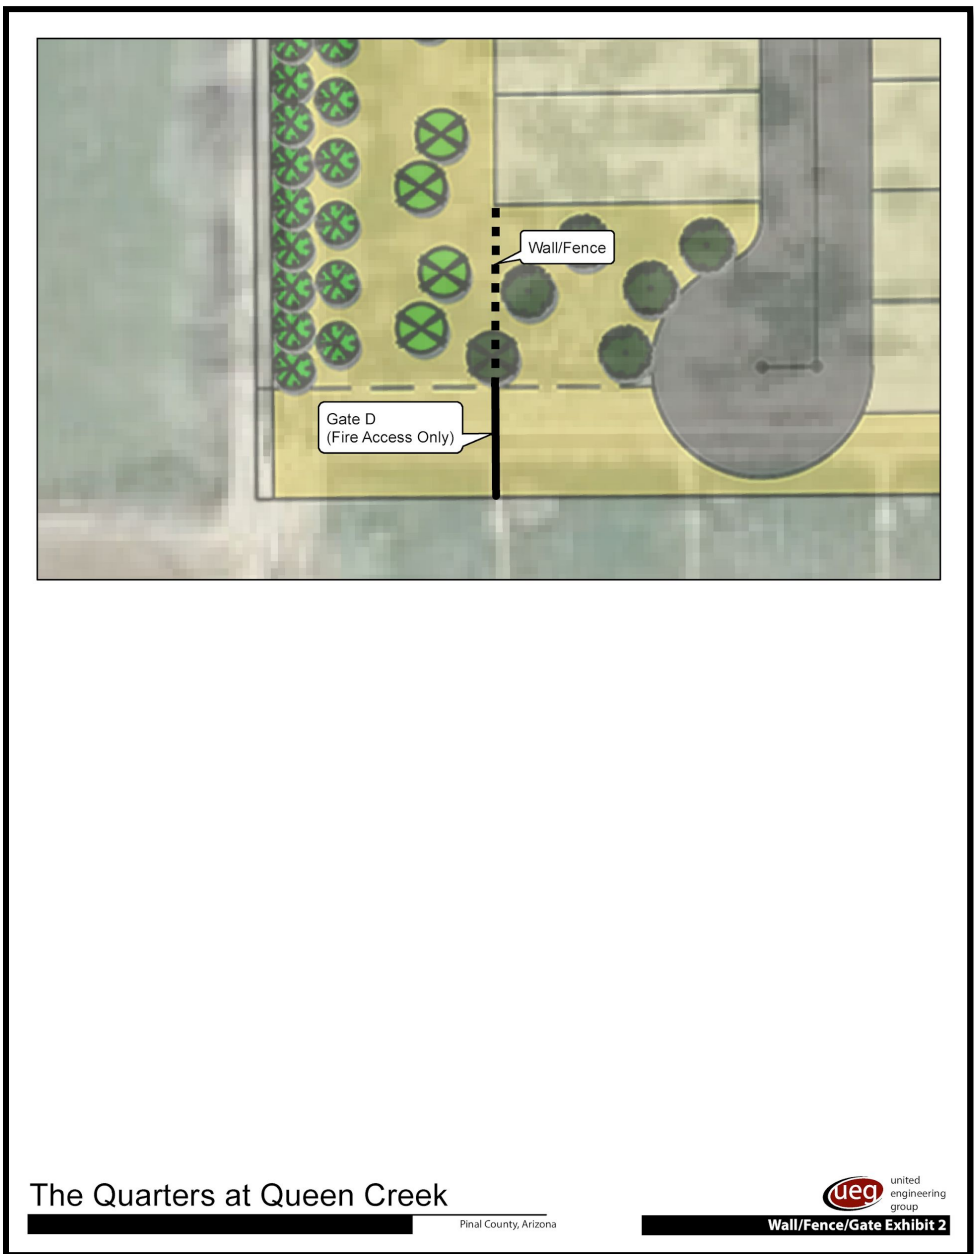 Wall/Fence
Gate D
(Fire Access Only)
The Quarters at Queen Creek
Pinal County, Arizona
ueg
united
engineering
group
Wall/Fence/Gate Exhibit 2